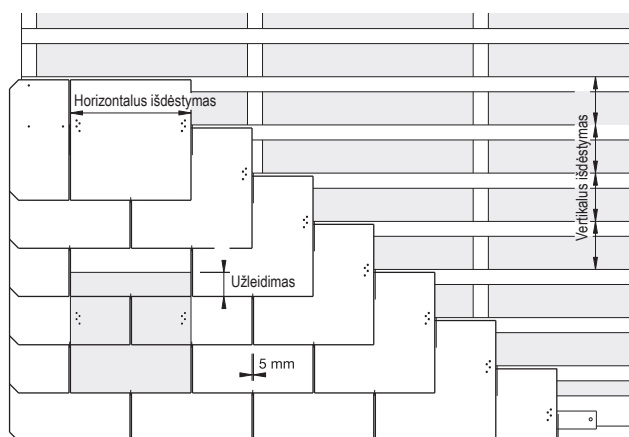 Horizontalus išdėstymas
Vertikalus išdėstymas
Užleidimas
5 mm